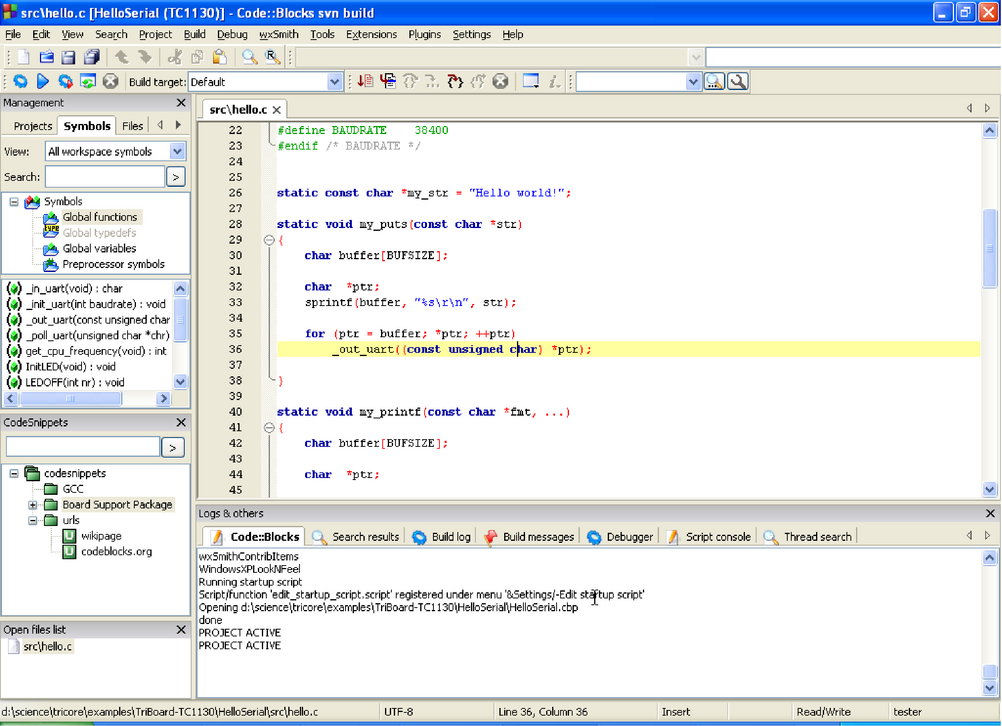 src\hello.c [HelloSerial (TC1130)] - Code::Blocks svn build
File Edit View Search Project Build Debug wxSmith Tools Extensions Plugins Settings Help
Build target: Default
Management
Projects Symbols Files
View: All workspace symbols
Search: >
Symbols
Global functions
Global typedefs
Global variables
Preprocessor symbols
_in_uart(void) : char
_init_uart(int baudrate) : void
_out_uart(const unsigned char
_poll_uart(unsigned char *chr)
get_cpu_frequency(void) : int
InitLED(void) : void
LEDOFF(int nr) : void
CodeSnippets
>
codesnippets
GCC
Board Support Package
urls
wikipage
codeblocks.org
Open files list
src\hello.c
src\hello.c
22 #define BAUDRATE 38400
23 #endif /* BAUDRATE */
24
25
26 static const char *my_str = "Hello world!";
27
28 static void my_puts(const char *str)
29 {
30 char buffer[BUFSIZE];
31
32 char *ptr;
33 sprintf(buffer, "%s\r\n", str);
34
35 for (ptr = buffer; *ptr; ++ptr)
36 _out_uart((const unsigned char) *ptr);
37
38 }
39
40 static void my_printf(const char *fmt, ...)
41 {
42 char buffer[BUFSIZE];
43
44 char *ptr;
45
Logs & others
Code::Blocks Search results Build log Build messages Debugger Script console Thread search
wxSmithContribItems
WindowsXPLookNFeel
Running startup script
Script/function 'edit_startup_script.script' registered under menu '&Settings/-Edit startup script'
Opening d:\science\tricore\examples\TriBoard-TC1130\HelloSerial\HelloSerial.cbp
done
PROJECT ACTIVE
PROJECT ACTIVE
d:\science\tricore\examples\TriBoard-TC1130\HelloSerial\src\hello.c UTF-8 Line 36, Column 36 Insert Read/Write tester